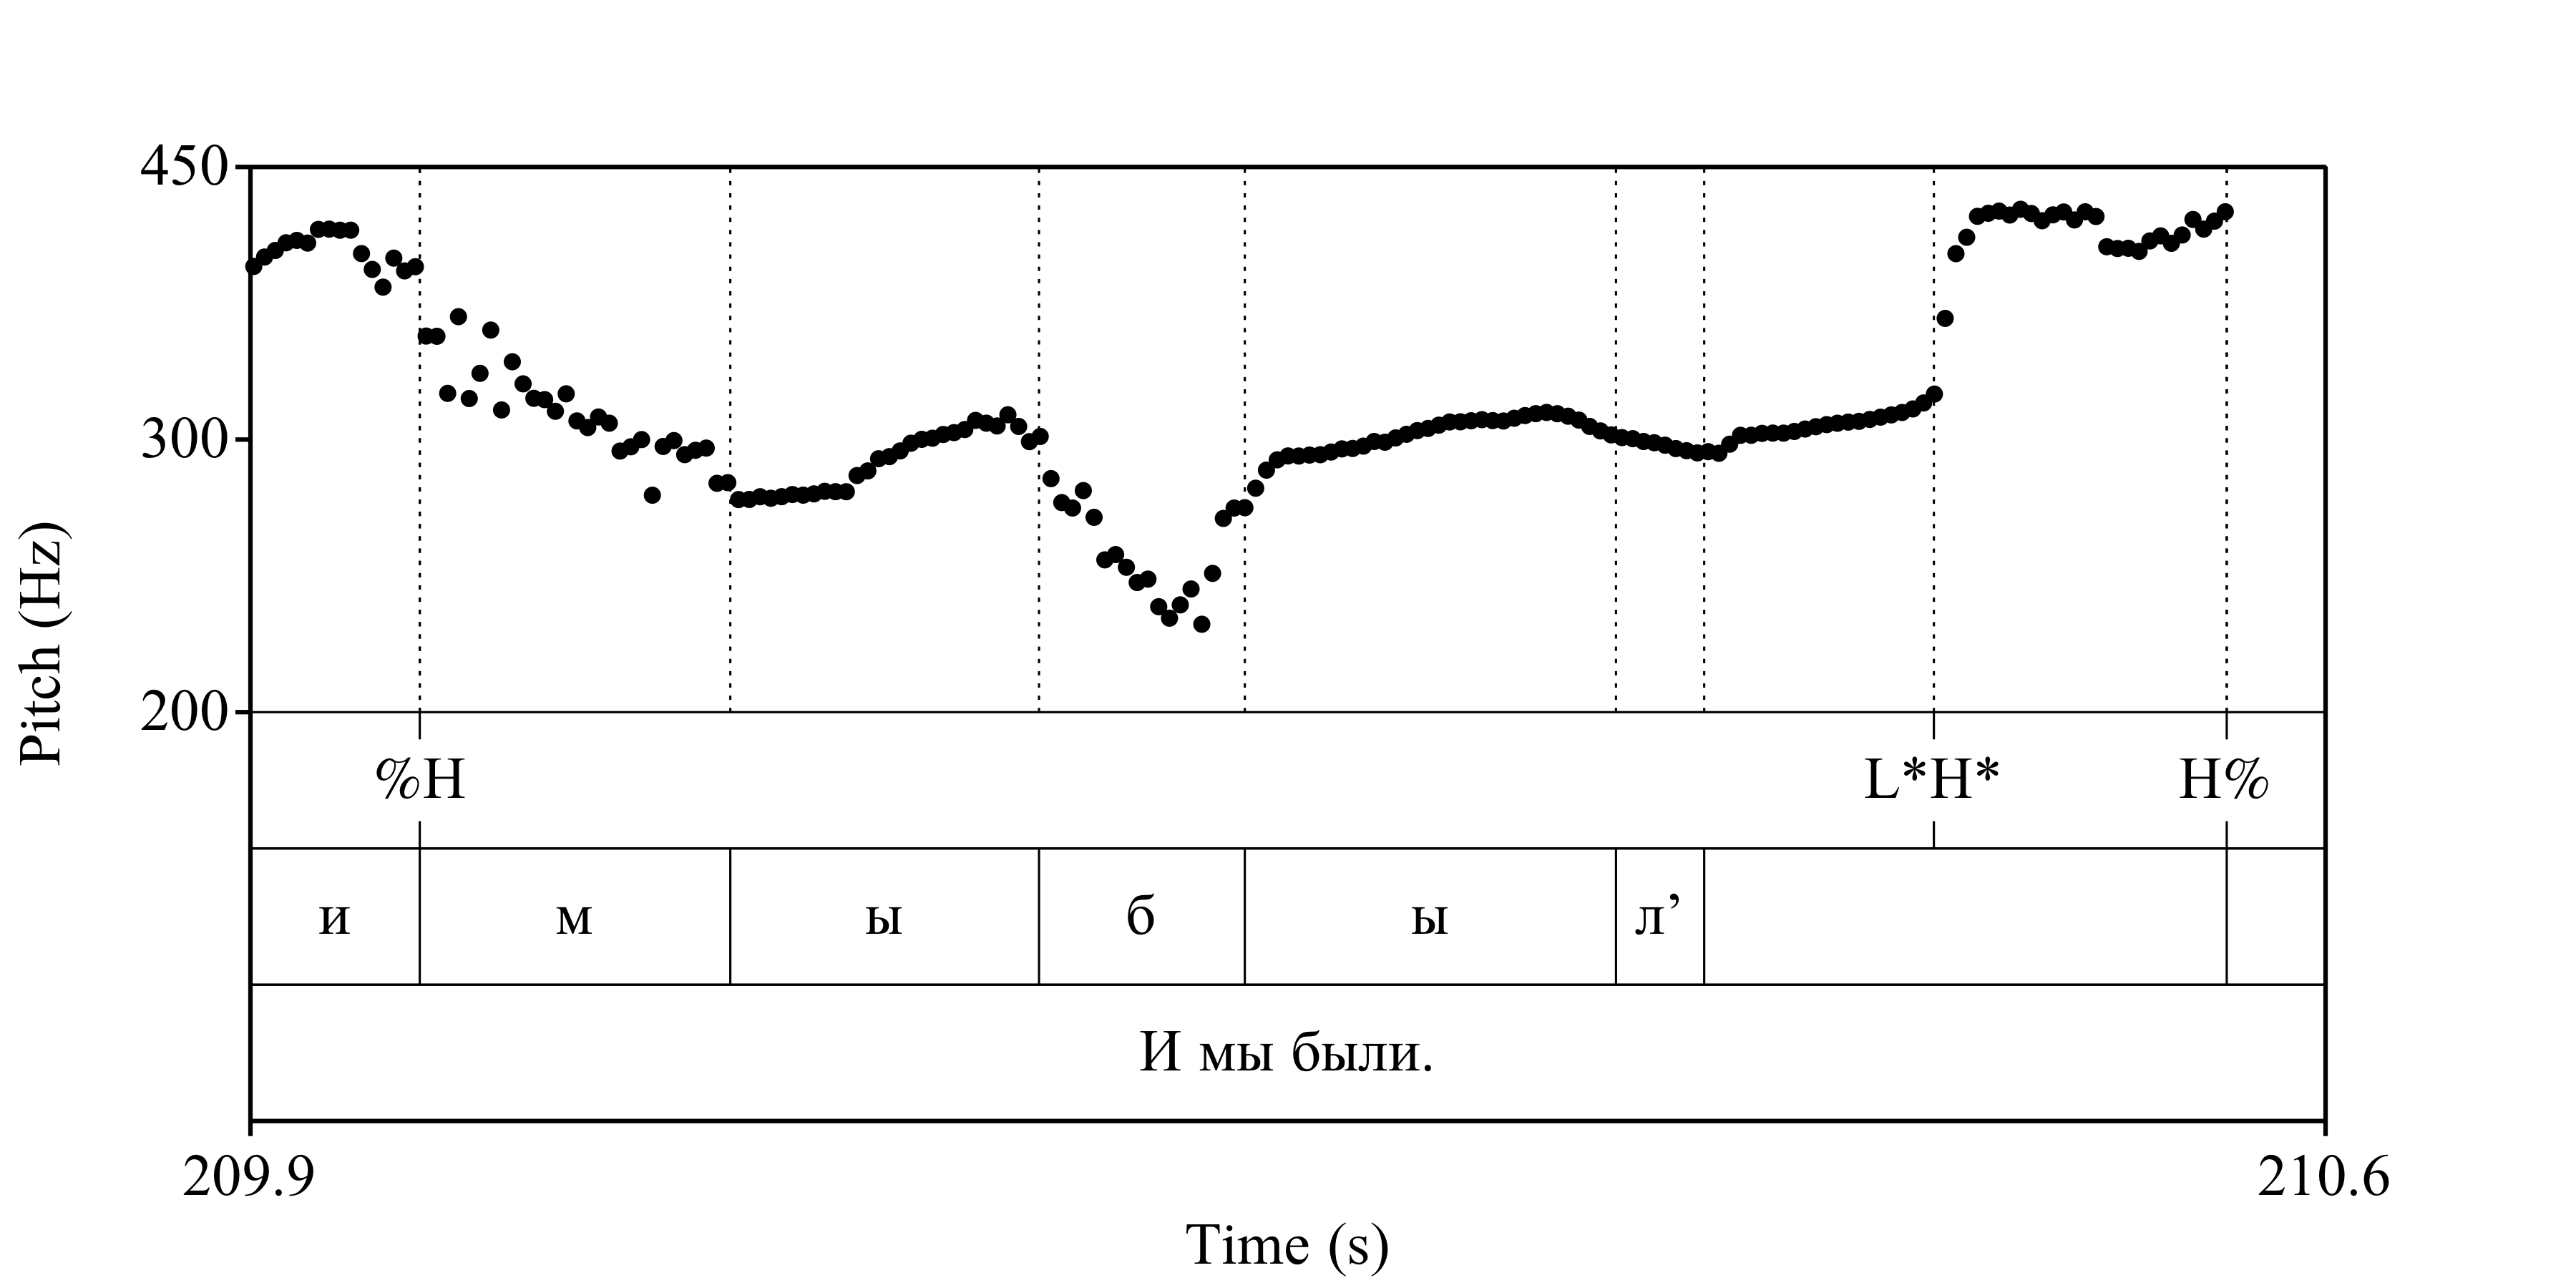 450
300
200
Pitch (Hz)
%H L*H* H%
и м ы б ы л’
И мы были.
209.9 210.6
Time (s)